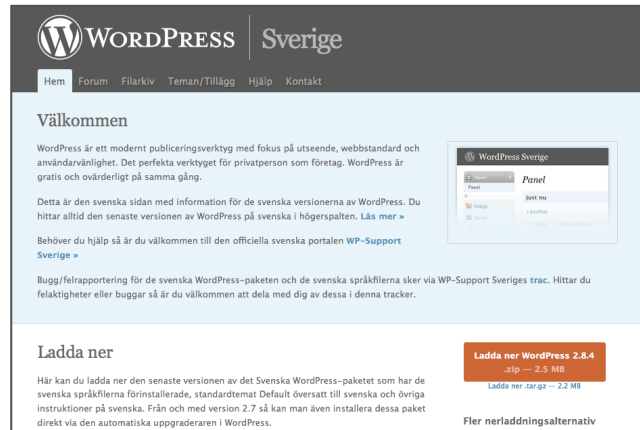 WORDPRESS | Sverige
Hem Forum Filarkiv Teman/Tillägg Hjälp Kontakt
Välkommen
WordPress är ett modernt publiceringsverktyg med fokus på utseende, webbstandard och
användarvänlighet. Det perfekta verktyget för privatperson som företag. WordPress är
gratis och ovärderligt på samma gång.
Detta är den svenska sidan med information för de svenska versionerna av WordPress. Du
hittar alltid den senaste versionen av WordPress på svenska i högerspalten. Läs mer »
Behöver du hjälp så är du välkommen till den officiella svenska portalen WP-Support
Sverige »
WordPress Sverige
Panel
Panel
Panel
Just nu
Inlägg
I korthet
Bugg/felrapportering för de svenska WordPress-paketen och de svenska språkfilerna sker via WP-Support Sveriges trac. Hittar du
felaktigheter eller buggar så är du välkommen att dela med dig av dessa i denna tracker.
Ladda ner
Här kan du ladda ner den senaste versionen av det Svenska WordPress-paketet som har de
svenska språkfilerna förinstallerade, standardtemat Default översatt till svenska och övriga
instruktioner på svenska. Från och med version 2.7 så kan man även installera dessa paket
direkt via den automatiska uppgraderaren i WordPress.
Ladda ner WordPress 2.8.4
.zip — 2.5 MB
Ladda ner .tar.gz — 2.2 MB
Fler nerladdningsalternativ